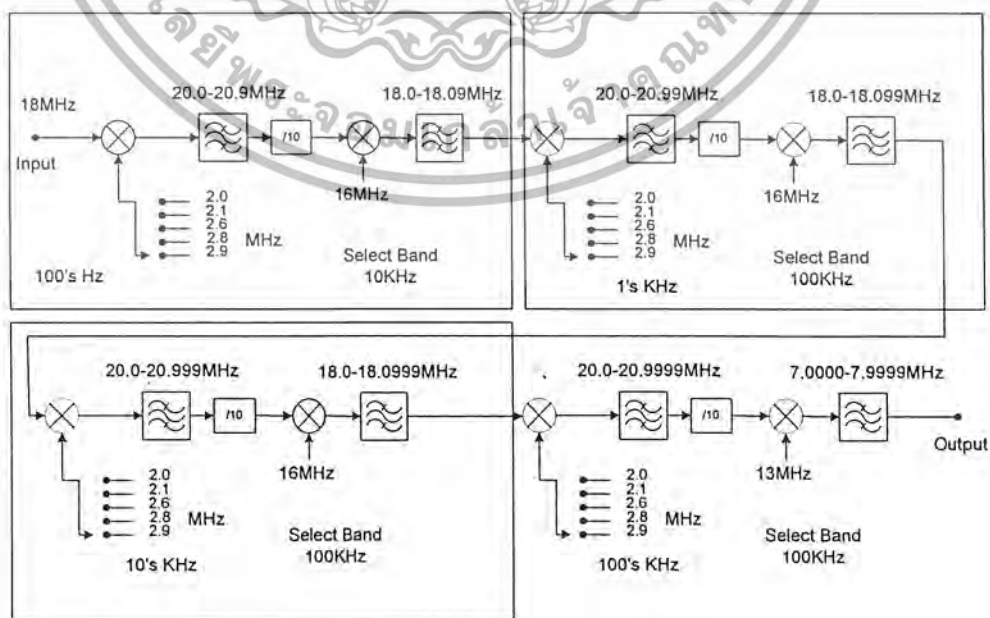 18MHz
Input
20.0-20.9MHz
/10
16MHz
18.0-18.09MHz
2.0
2.1
2.6
2.8
2.9
MHz
100's Hz
Select Band
10KHz
20.0-20.99MHz
/10
16MHz
18.0-18.099MHz
2.0
2.1
2.6
2.8
2.9
MHz
1's KHz
Select Band
100KHz
20.0-20.999MHz
/10
16MHz
18.0-18.0999MHz
2.0
2.1
2.6
2.8
2.9
MHz
10's KHz
Select Band
100KHz
20.0-20.9999MHz
/10
13MHz
7.0000-7.9999MHz
Output
2.0
2.1
2.6
2.8
2.9
MHz
100's KHz
Select Band
100KHz